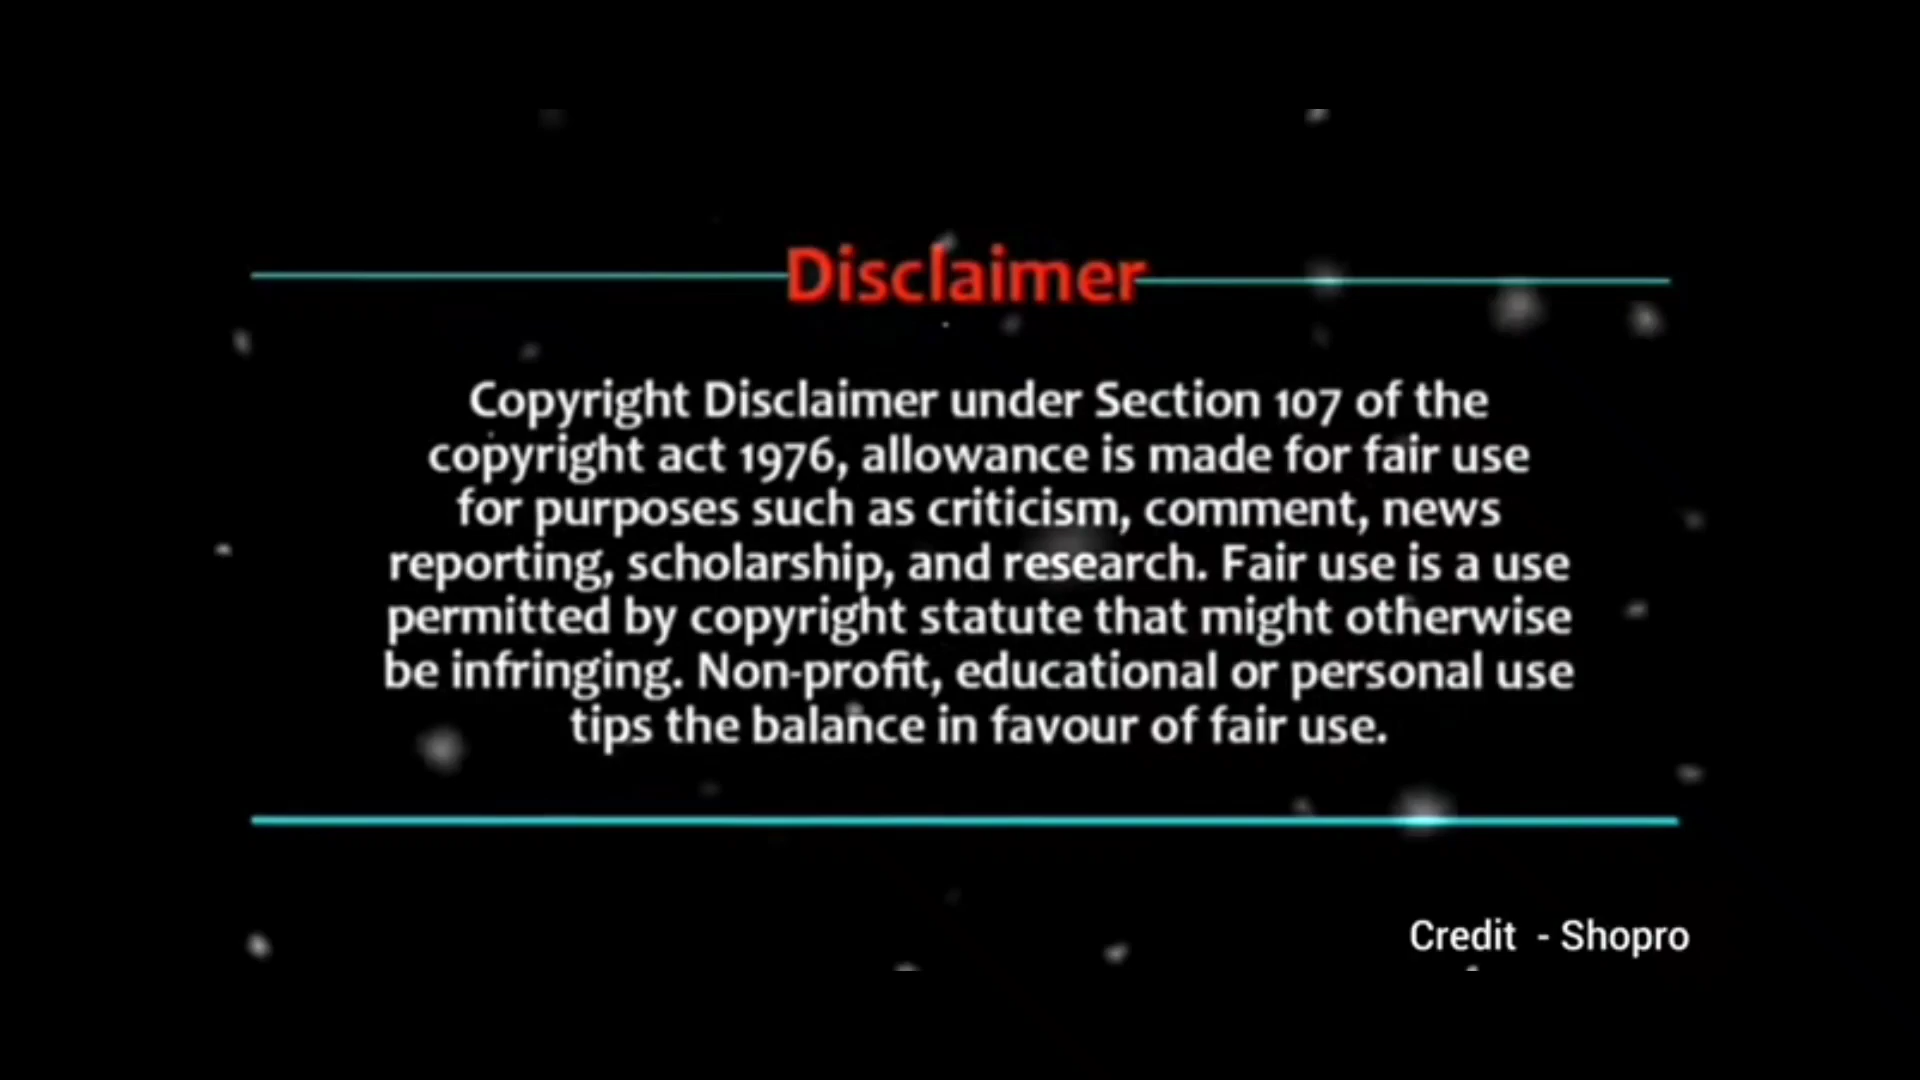 Disclaimer
Copyright Disclaimer under Section 107 of the
copyright act 1976, allowance is made for fair use
for purposes such as criticism, comment, news
reporting, scholarship, and research. Fair use is a use
permitted by copyright statute that might otherwise
be infringing. Non-profit, educational or personal use
tips the balance in favour of fair use.
Credit - Shopro